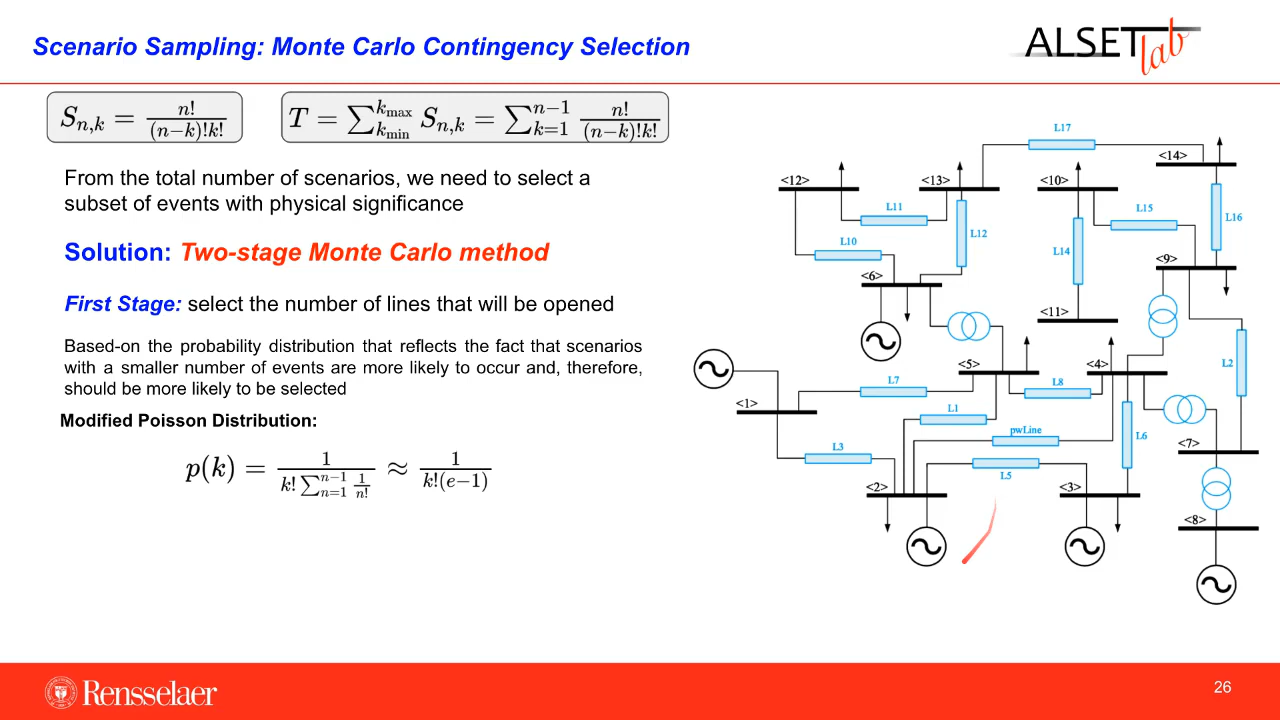 Scenario Sampling: Monte Carlo Contingency Selection
ALSET lab
S_{n,k} = n!/((n−k)!k!)
T = ∑_{k_min}^{k_max} S_{n,k} = ∑_{k=1}^{n−1} n!/((n−k)!k!)
From the total number of scenarios, we need to select a
subset of events with physical significance
Solution: Two-stage Monte Carlo method
First Stage: select the number of lines that will be opened
Based-on the probability distribution that reflects the fact that scenarios
with a smaller number of events are more likely to occur and, therefore,
should be more likely to be selected
Modified Poisson Distribution:
p(k) = 1/(k! ∑_{n=1}^{n−1} 1/n!) ≈ 1/(k!(e−1))
L17
<14>
<12>
<13>
<10>
L11
L15
L16
L12
L10
L14
<9>
<6>
<11>
<5>
<4>
L2
L7
L8
<1>
L1
pwLine
L6
<7>
L3
L5
<2>
<3>
<8>
Rensselaer
26